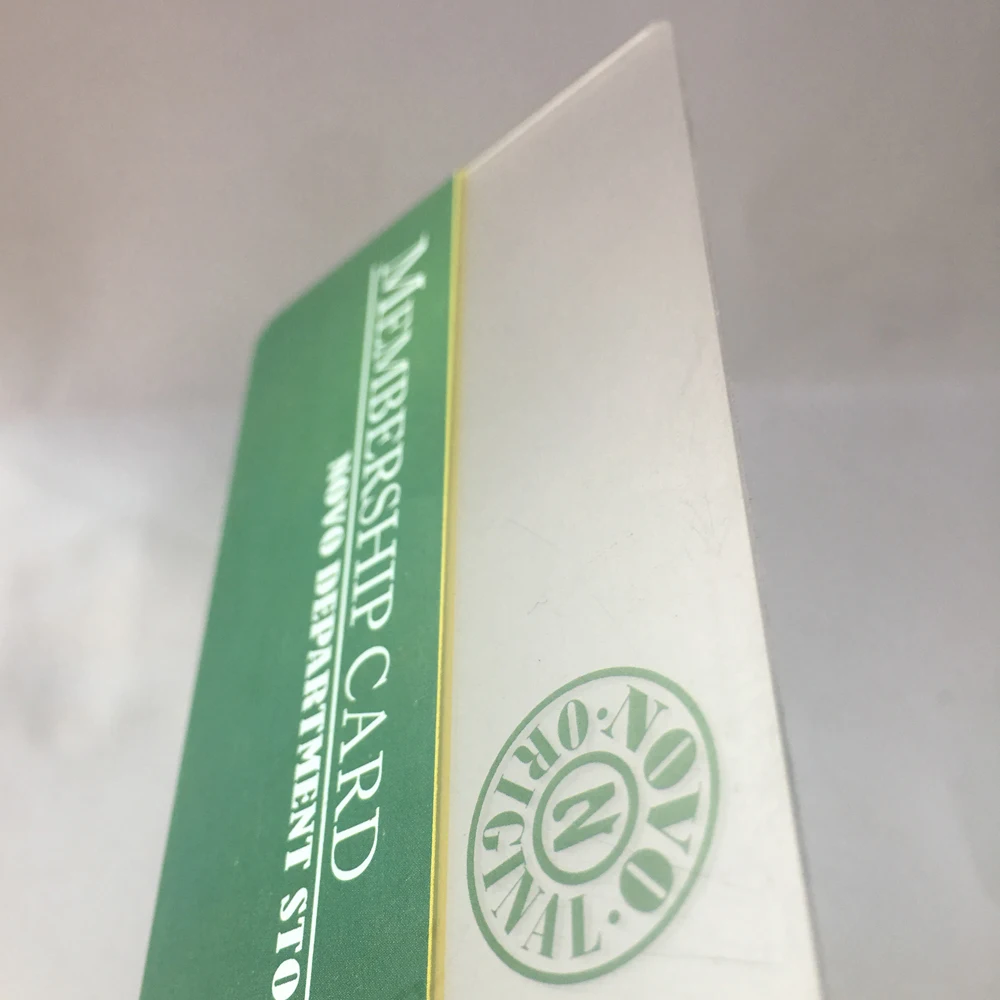 MEMBERSHIP CARD
NOVO DEPARTMENT STO
NOVO · ORIGINAL ·
N